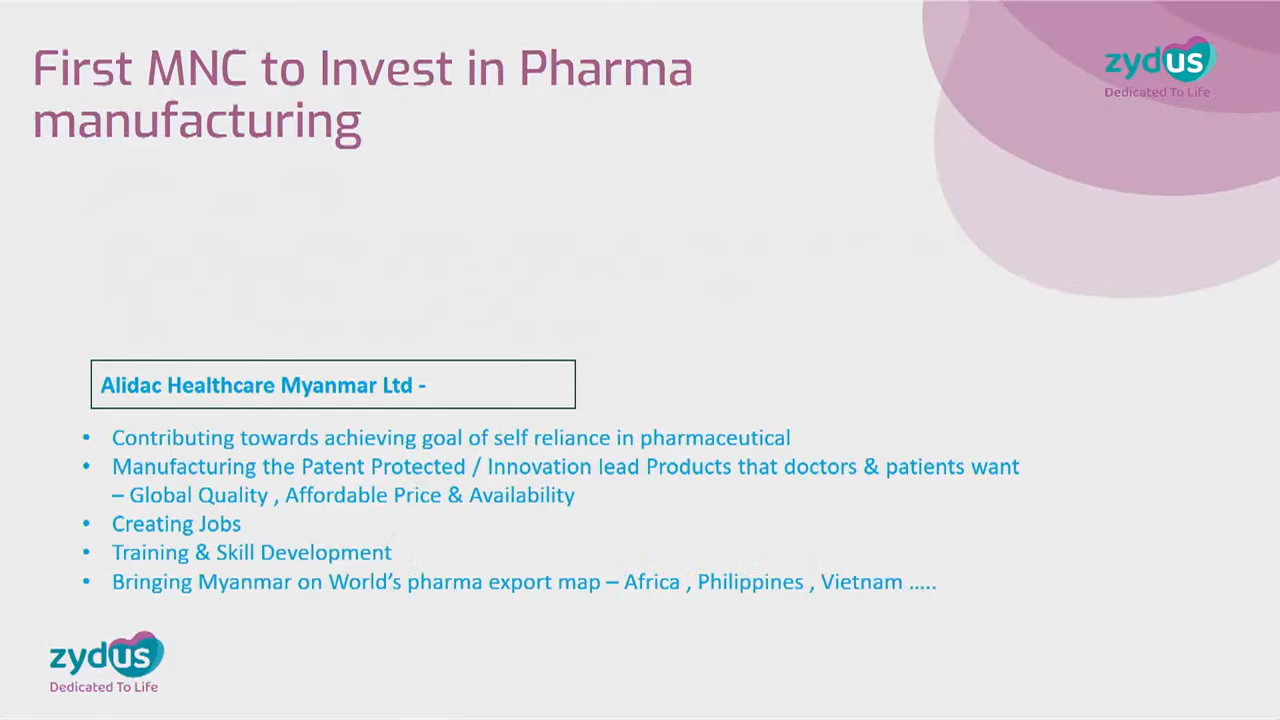 First MNC to Invest in Pharma
manufacturing
zydus
Dedicated To Life
Alidac Healthcare Myanmar Ltd -
• Contributing towards achieving goal of self reliance in pharmaceutical
• Manufacturing the Patent Protected / Innovation lead Products that doctors & patients want
– Global Quality , Affordable Price & Availability
• Creating Jobs
• Training & Skill Development
• Bringing Myanmar on World’s pharma export map – Africa , Philippines , Vietnam …..
zydus
Dedicated To Life